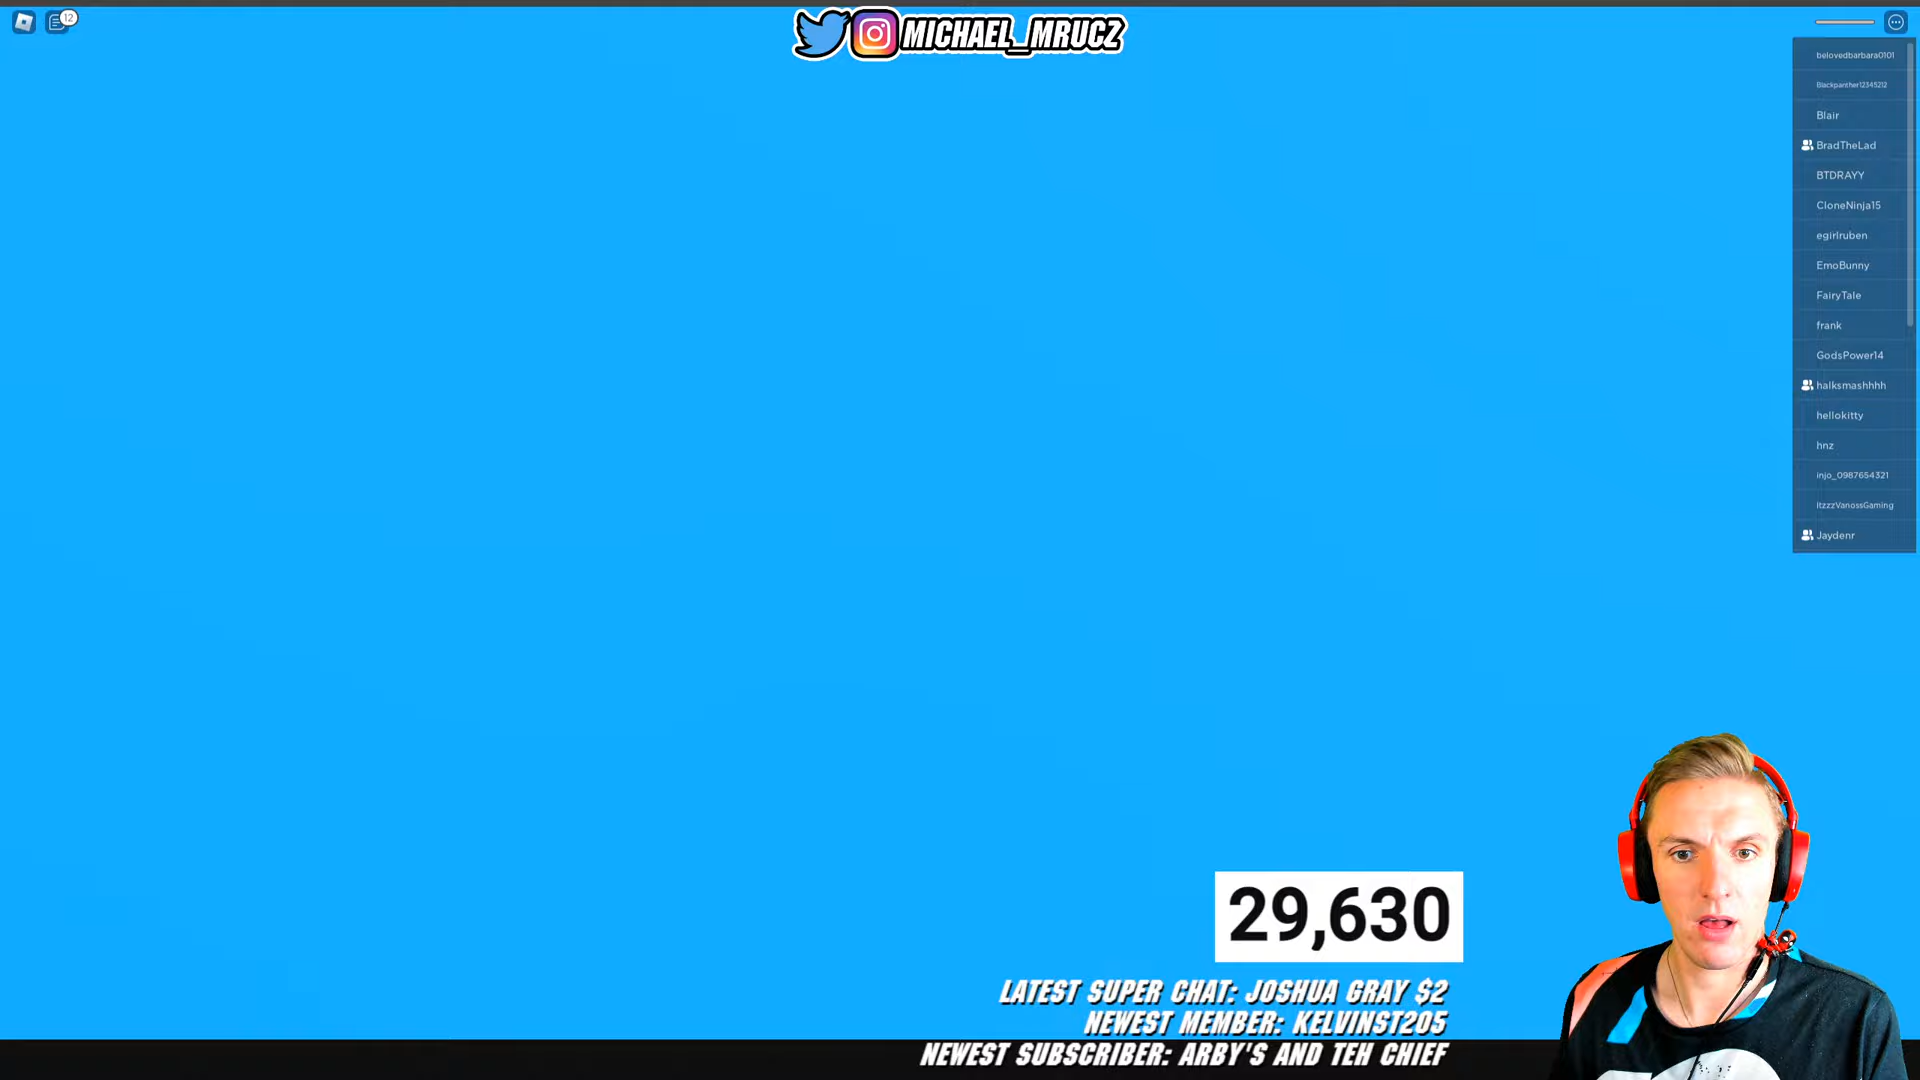 12
MICHAEL_MRUCZ
belovedbarbara0101
Blackpanther12345212
Blair
BradTheLad
BTDRAYY
CloneNinja15
egirlruben
EmoBunny
FairyTale
frank
GodsPower14
halksmashhhh
hellokitty
hnz
injo_0987654321
ItzzzVanossGaming
Jaydenr
29,630
LATEST SUPER CHAT: JOSHUA GRAY $2
NEWEST MEMBER: KELVINST205
NEWEST SUBSCRIBER: ARBY'S AND TEH CHIEF